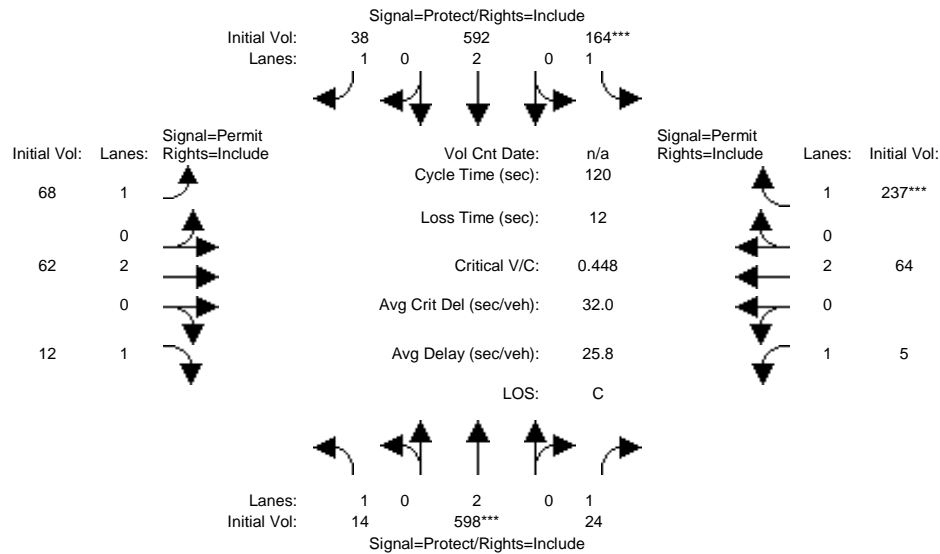 Signal=Protect/Rights=Include
Initial Vol: 38 592 164***
Lanes: 1 0 2 0 1
Signal=Permit Signal=Permit
Initial Vol: Lanes: Rights=Include Vol Cnt Date: n/a Rights=Include Lanes: Initial Vol:
Cycle Time (sec): 120
68 1 1 237***
Loss Time (sec): 12
0 0
62 2 Critical V/C: 0.448 2 64
0 Avg Crit Del (sec/veh): 32.0 0
12 1 Avg Delay (sec/veh): 25.8 1 5
LOS: C
Lanes: 1 0 2 0 1
Initial Vol: 14 598*** 24
Signal=Protect/Rights=Include